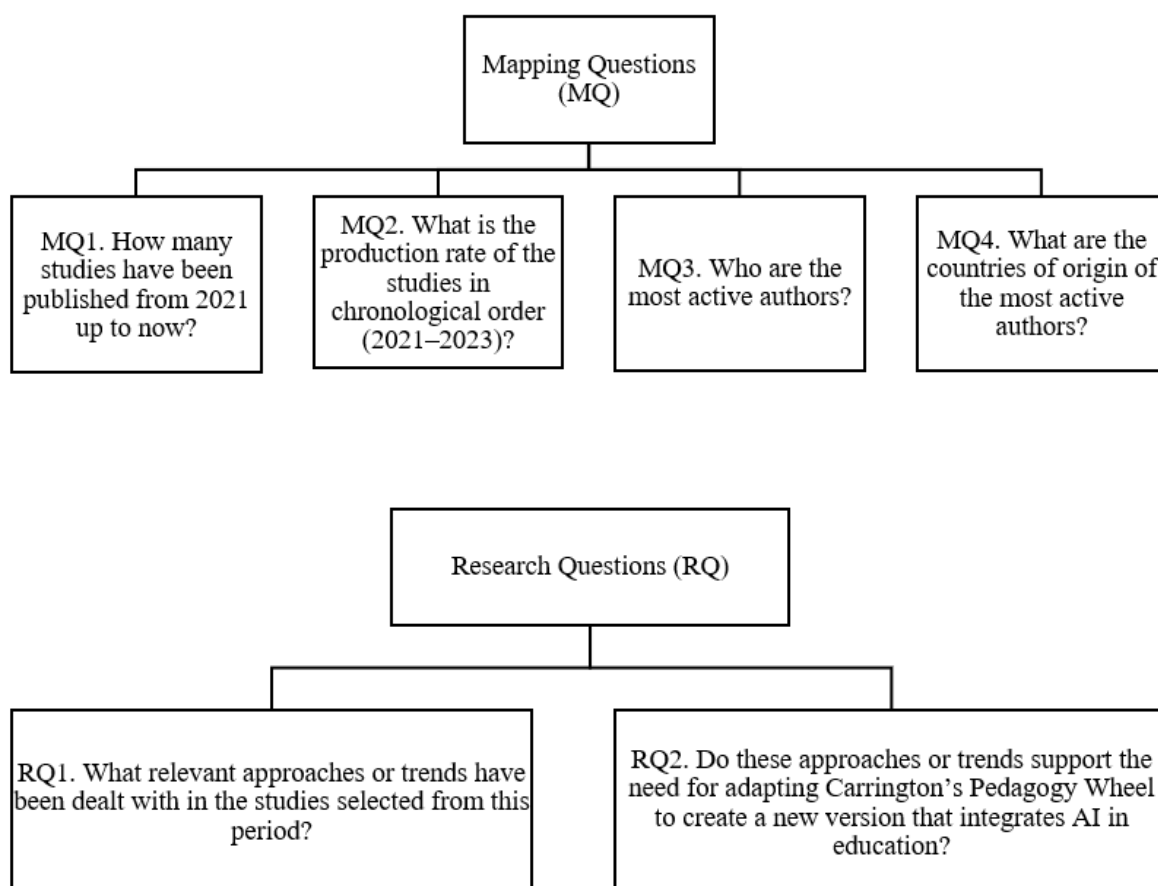 Mapping Questions
(MQ)
MQ1. How many
studies have been
published from 2021
up to now?
MQ2. What is the
production rate of the
studies in
chronological order
(2021–2023)?
MQ3. Who are the
most active authors?
MQ4. What are the
countries of origin of
the most active
authors?
Research Questions (RQ)
RQ1. What relevant approaches or trends have
been dealt with in the studies selected from this
period?
RQ2. Do these approaches or trends support the
need for adapting Carrington’s Pedagogy Wheel
to create a new version that integrates AI in
education?